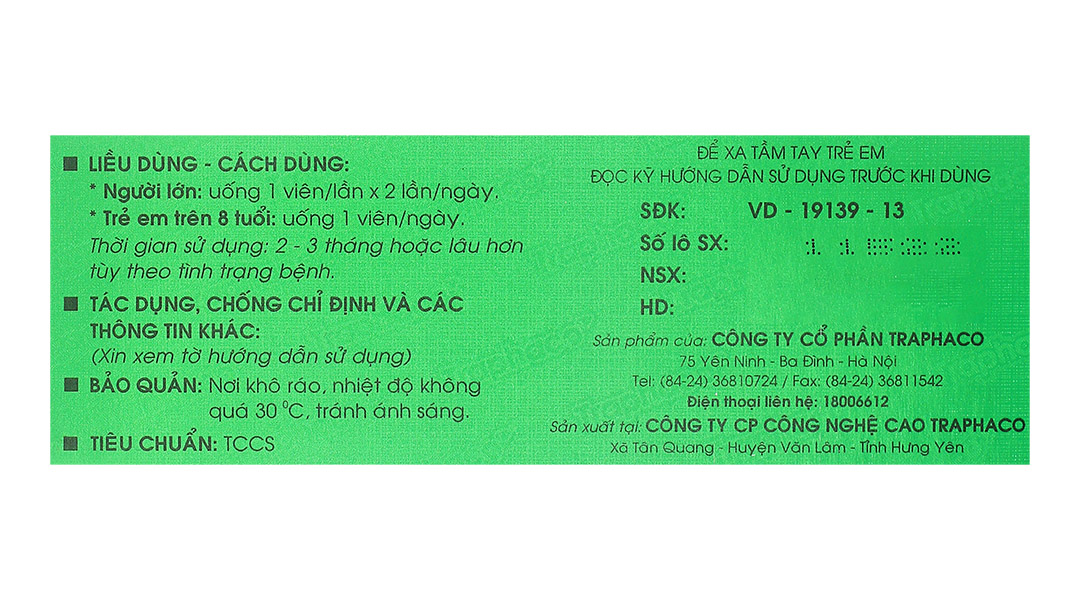 ■ LIỀU DÙNG - CÁCH DÙNG:
* Người lớn: uống 1 viên/lần x 2 lần/ngày.
* Trẻ em trên 8 tuổi: uống 1 viên/ngày.
Thời gian sử dụng: 2 - 3 tháng hoặc lâu hơn
tùy theo tình trạng bệnh.
■ TÁC DỤNG, CHỐNG CHỈ ĐỊNH VÀ CÁC
THÔNG TIN KHÁC:
(Xin xem tờ hướng dẫn sử dụng)
■ BẢO QUẢN: Nơi khô ráo, nhiệt độ không
quá 30 ⁰C, tránh ánh sáng.
■ TIÊU CHUẨN: TCCS
ĐỂ XA TẦM TAY TRẺ EM
ĐỌC KỸ HƯỚNG DẪN SỬ DỤNG TRƯỚC KHI DÙNG
SĐK: VD - 19139 - 13
Số lô SX:
NSX:
HD:
Sản phẩm của: CÔNG TY CỔ PHẦN TRAPHACO
75 Yên Ninh - Ba Đình - Hà Nội
Tel: (84-24) 36810724 / Fax: (84-24) 36811542
Điện thoại liên hệ: 18006612
Sản xuất tại: CÔNG TY CP CÔNG NGHỆ CAO TRAPHACO
Xã Tân Quang - Huyện Văn Lâm - Tỉnh Hưng Yên